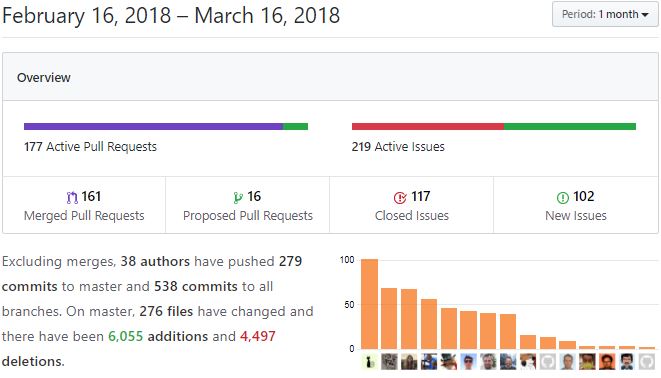 February 16, 2018 – March 16, 2018
Period: 1 month
Overview
177 Active Pull Requests
219 Active Issues
161
Merged Pull Requests
16
Proposed Pull Requests
117
Closed Issues
102
New Issues
Excluding merges, 38 authors have pushed 279
commits to master and 538 commits to all
branches. On master, 276 files have changed and
there have been 6,055 additions and 4,497
deletions.
100
50
0